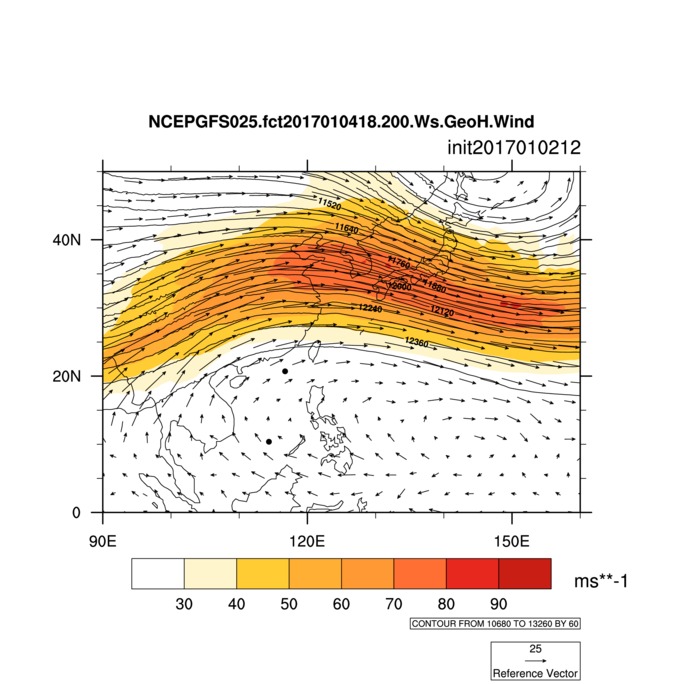 NCEPGFS025.fct2017010418.200.Ws.GeoH.Wind
init2017010212
11520
11640
11760
11880
12000
12120
12240
12360
40N
20N
0
90E 120E 150E
30 40 50 60 70 80 90
ms**-1
CONTOUR FROM 10680 TO 13260 BY 60
25
Reference Vector